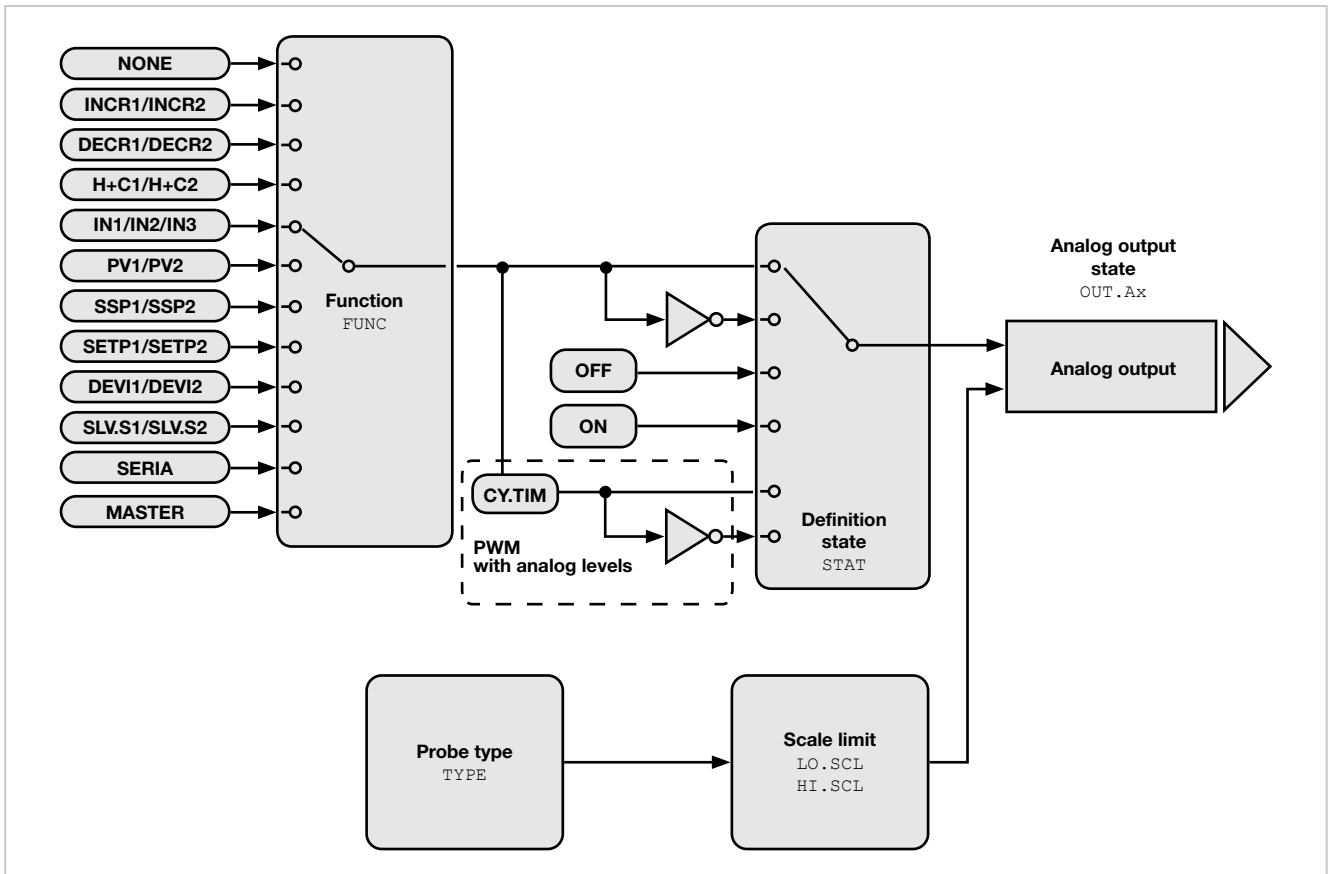 NONE
INCR1/INCR2
DECR1/DECR2
H+C1/H+C2
IN1/IN2/IN3
PV1/PV2
SSP1/SSP2
SETP1/SETP2
DEVI1/DEVI2
SLV.S1/SLV.S2
SERIA
MASTER
Function
FUNC
OFF
ON
CY.TIM
PWM
with analog levels
Definition
state
STAT
Analog output
state
OUT.Ax
Analog output
Probe type
TYPE
Scale limit
LO.SCL
HI.SCL